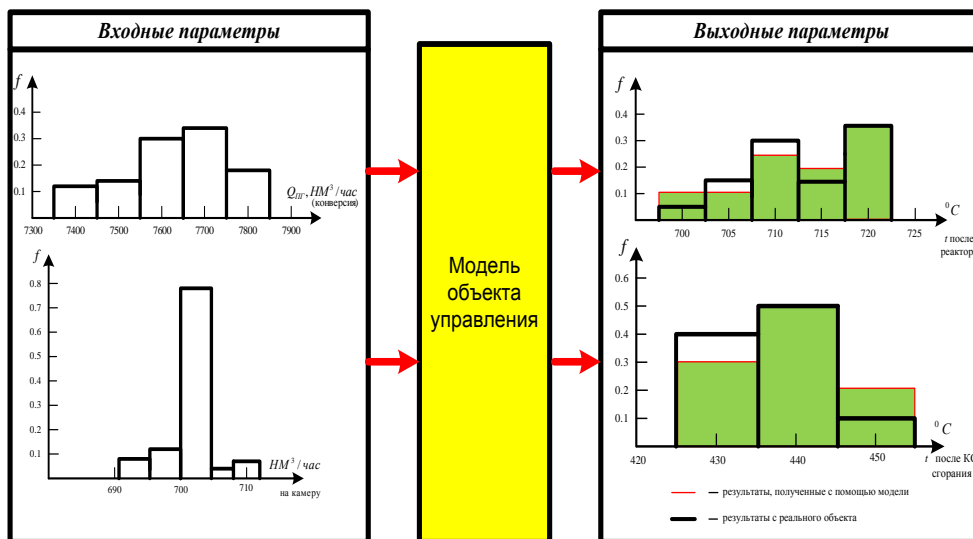 Входные параметры
f
0.4
0.3
0.2
0.1
Q_ПГ, НМ³/час
(конверсия)
7300 7400 7500 7600 7700 7800 7900
f
0.8
0.7
0.6
0.5
0.4
0.3
0.2
0.1
НМ³/час
690 700 710
на камеру
Модель
объекта
управления
Выходные параметры
f
0.4
0.3
0.2
0.1
⁰C
700 705 710 715 720 725
t после
реактор
f
0.6
0.5
0.4
0.3
0.2
0.1
⁰C
420 430 440 450
t после КС
сгорания
– результаты, полученные с помощью модели
– результаты с реального объекта